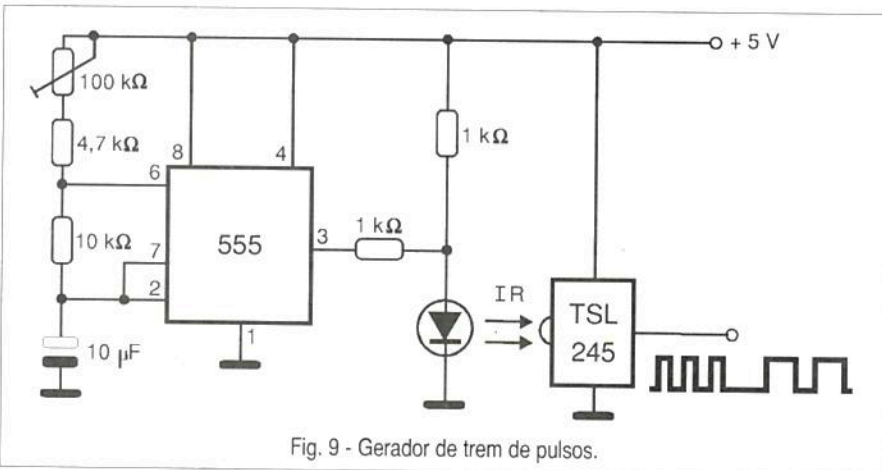 + 5 V
100 kΩ
4,7 kΩ
8
4
1 kΩ
6
10 kΩ
7
555
3
1 kΩ
2
1
10 µF
IR
TSL
245
Fig. 9 - Gerador de trem de pulsos.